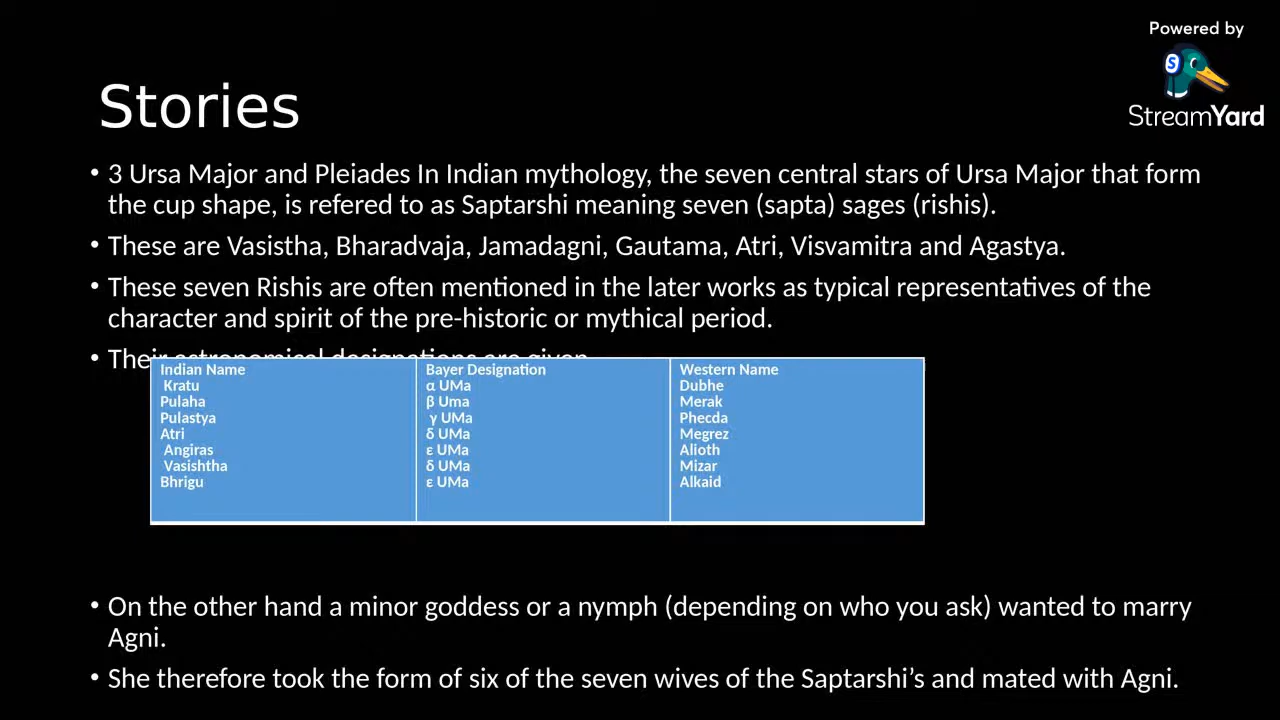 Powered by
StreamYard
Stories
• 3 Ursa Major and Pleiades In Indian mythology, the seven central stars of Ursa Major that form
the cup shape, is refered to as Saptarshi meaning seven (sapta) sages (rishis).
• These are Vasistha, Bharadvaja, Jamadagni, Gautama, Atri, Visvamitra and Agastya.
• These seven Rishis are often mentioned in the later works as typical representatives of the
character and spirit of the pre-historic or mythical period.
• Their astronomical designations are given
Indian Name Bayer Designation Western Name
Kratu α UMa Dubhe
Pulaha β Uma Merak
Pulastya γ UMa Phecda
Atri δ UMa Megrez
Angiras ε UMa Alioth
Vasishtha δ UMa Mizar
Bhrigu ε UMa Alkaid
• On the other hand a minor goddess or a nymph (depending on who you ask) wanted to marry
Agni.
• She therefore took the form of six of the seven wives of the Saptarshi’s and mated with Agni.